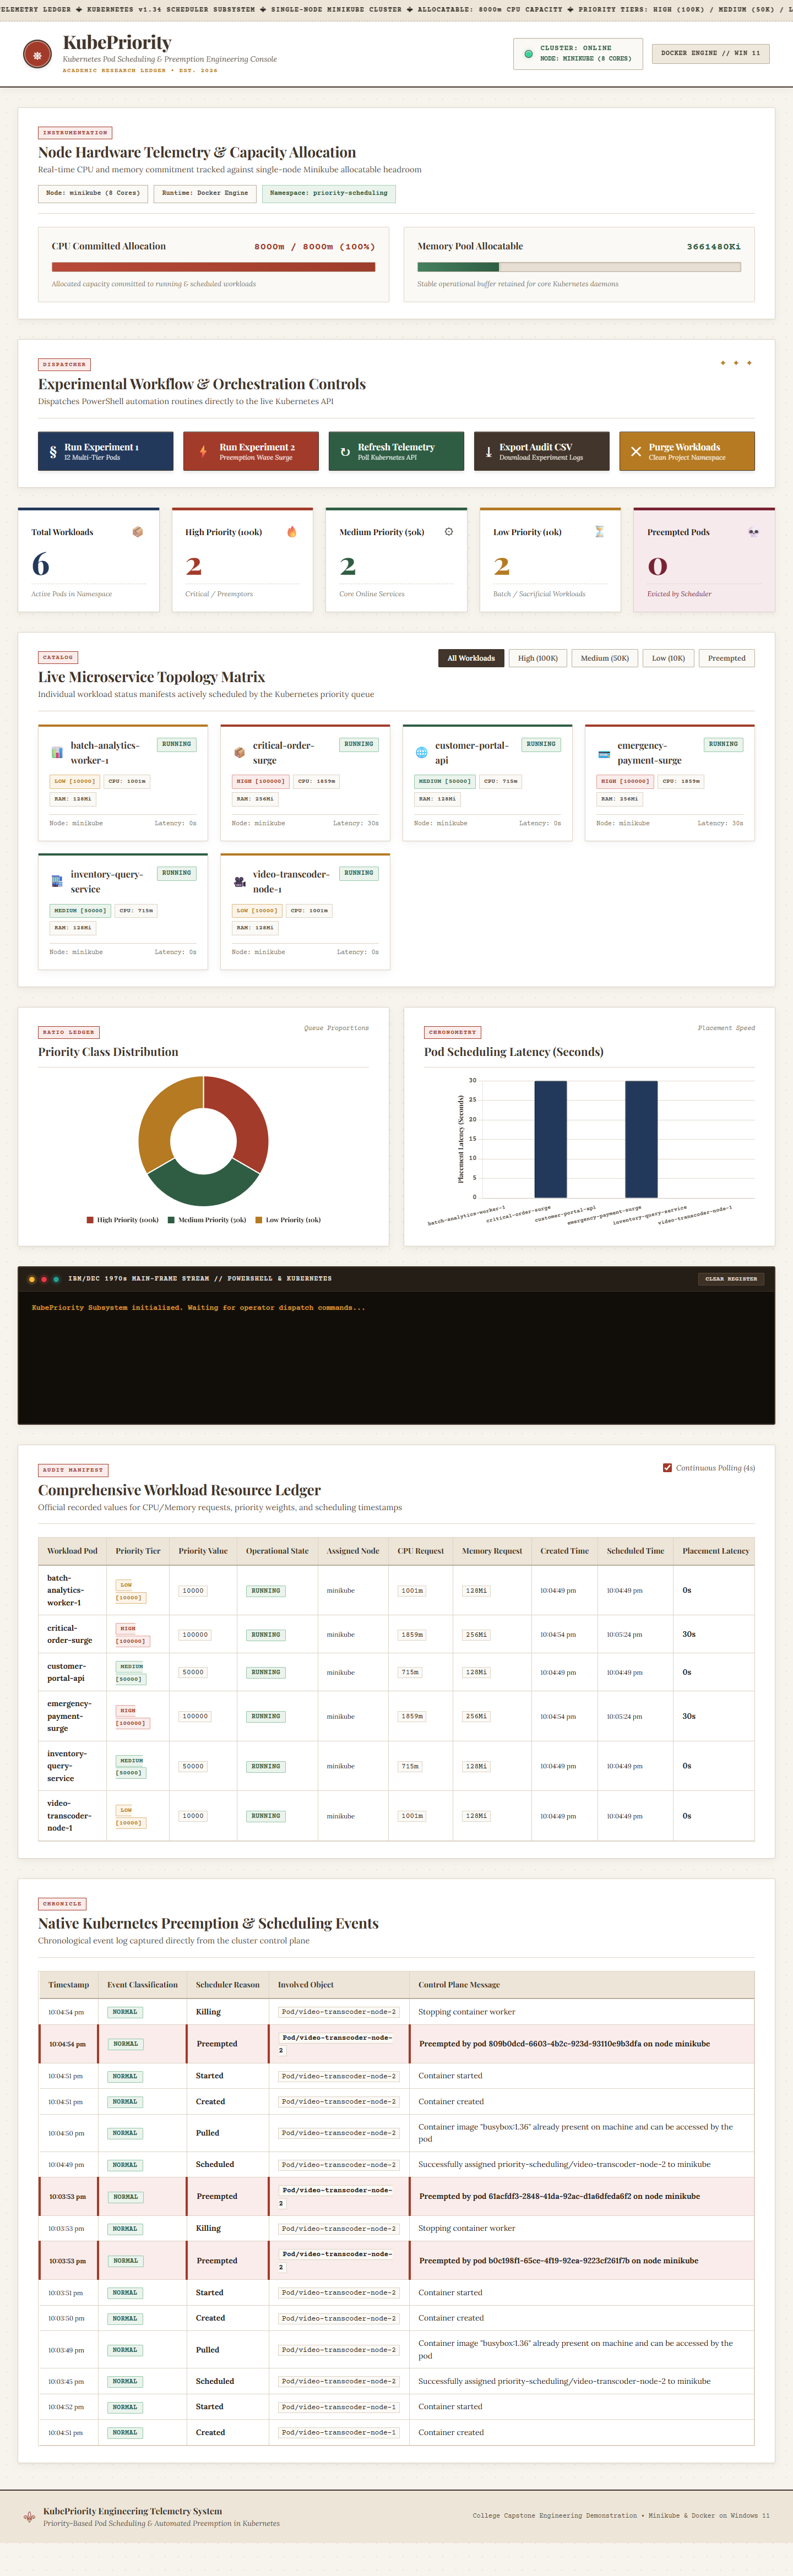 ELEMETRY LEDGER ◆ KUBERNETES v1.34 SCHEDULER SUBSYSTEM ◆ SINGLE-NODE MINIKUBE CLUSTER ◆ ALLOCATABLE: 8000m CPU CAPACITY ◆ PRIORITY TIERS: HIGH (100K) / MEDIUM (50K) / L
KubePriority
Kubernetes Pod Scheduling & Preemption Engineering Console
ACADEMIC RESEARCH LEDGER • EST. 2026
CLUSTER: ONLINE
NODE: MINIKUBE (8 CORES)
DOCKER ENGINE // WIN 11
INSTRUMENTATION
Node Hardware Telemetry & Capacity Allocation
Real-time CPU and memory commitment tracked against single-node Minikube allocatable headroom
Node: minikube (8 Cores)
Runtime: Docker Engine
Namespace: priority-scheduling
CPU Committed Allocation
8000m / 8000m (100%)
Allocated capacity committed to running & scheduled workloads
Memory Pool Allocatable
3661480Ki
Stable operational buffer retained for core Kubernetes daemons
DISPATCHER
Experimental Workflow & Orchestration Controls
Dispatches PowerShell automation routines directly to the live Kubernetes API
§ Run Experiment 1
12 Multi-Tier Pods
Run Experiment 2
Preemption Wave Surge
Refresh Telemetry
Poll Kubernetes API
Export Audit CSV
Download Experiment Logs
Purge Workloads
Clean Project Namespace
Total Workloads
6
Active Pods in Namespace
High Priority (100k)
2
Critical / Preemptors
Medium Priority (50k)
2
Core Online Services
Low Priority (10k)
2
Batch / Sacrificial Workloads
Preempted Pods
0
Evicted by Scheduler
CATALOG
Live Microservice Topology Matrix
Individual workload status manifests actively scheduled by the Kubernetes priority queue
All Workloads
High (100K)
Medium (50K)
Low (10K)
Preempted
batch-analytics-
worker-1
RUNNING
LOW [10000] CPU: 1001m
RAM: 128Mi
Node: minikube Latency: 0s
critical-order-
surge
RUNNING
HIGH [100000] CPU: 1859m
RAM: 256Mi
Node: minikube Latency: 30s
customer-portal-
api
RUNNING
MEDIUM [50000] CPU: 715m
RAM: 128Mi
Node: minikube Latency: 0s
emergency-
payment-surge
RUNNING
HIGH [100000] CPU: 1859m
RAM: 256Mi
Node: minikube Latency: 30s
inventory-query-
service
RUNNING
MEDIUM [50000] CPU: 715m
RAM: 128Mi
Node: minikube Latency: 0s
video-transcoder-
node-1
RUNNING
LOW [10000] CPU: 1001m
RAM: 128Mi
Node: minikube Latency: 0s
RATIO LEDGER
Queue Proportions
Priority Class Distribution
High Priority (100k) Medium Priority (50k) Low Priority (10k)
CHRONOMETRY
Placement Speed
Pod Scheduling Latency (Seconds)
Placement Latency (Seconds)
30
25
20
15
10
5
0
batch-analytics-worker-1
critical-order-surge
customer-portal-api
emergency-payment-surge
inventory-query-service
video-transcoder-node-1
IBM/DEC 1970s MAIN-FRAME STREAM // POWERSHELL & KUBERNETES
CLEAR REGISTER
KubePriority Subsystem initialized. Waiting for operator dispatch commands...
AUDIT MANIFEST
Continuous Polling (4s)
Comprehensive Workload Resource Ledger
Official recorded values for CPU/Memory requests, priority weights, and scheduling timestamps
Workload Pod Priority Tier Priority Value Operational State Assigned Node CPU Request Memory Request Created Time Scheduled Time Placement Latency
batch-
analytics-
worker-1
LOW
[10000]
10000 RUNNING minikube 1001m 128Mi 10:04:49 pm 10:04:49 pm 0s
critical-
order-surge
HIGH
[100000]
100000 RUNNING minikube 1859m 256Mi 10:04:54 pm 10:05:24 pm 30s
customer-
portal-api
MEDIUM
[50000]
50000 RUNNING minikube 715m 128Mi 10:04:49 pm 10:04:49 pm 0s
emergency-
payment-
surge
HIGH
[100000]
100000 RUNNING minikube 1859m 256Mi 10:04:54 pm 10:05:24 pm 30s
inventory-
query-
service
MEDIUM
[50000]
50000 RUNNING minikube 715m 128Mi 10:04:49 pm 10:04:49 pm 0s
video-
transcoder-
node-1
LOW
[10000]
10000 RUNNING minikube 1001m 128Mi 10:04:49 pm 10:04:49 pm 0s
CHRONICLE
Native Kubernetes Preemption & Scheduling Events
Chronological event log captured directly from the cluster control plane
Timestamp Event Classification Scheduler Reason Involved Object Control Plane Message
10:04:54 pm NORMAL Killing Pod/video-transcoder-node-2 Stopping container worker
10:04:54 pm NORMAL Preempted Pod/video-transcoder-node-
2
Preempted by pod 809b0dcd-6603-4b2c-923d-93110e9b3dfa on node minikube
10:04:51 pm NORMAL Started Pod/video-transcoder-node-2 Container started
10:04:51 pm NORMAL Created Pod/video-transcoder-node-2 Container created
10:04:50 pm NORMAL Pulled Pod/video-transcoder-node-2 Container image "busybox:1.36" already present on machine and can be accessed by the
pod
10:04:49 pm NORMAL Scheduled Pod/video-transcoder-node-2 Successfully assigned priority-scheduling/video-transcoder-node-2 to minikube
10:03:53 pm NORMAL Preempted Pod/video-transcoder-node-
2
Preempted by pod 61acfdf3-2848-41da-92ac-d1a6dfeda6f2 on node minikube
10:03:53 pm NORMAL Killing Pod/video-transcoder-node-2 Stopping container worker
10:03:53 pm NORMAL Preempted Pod/video-transcoder-node-
2
Preempted by pod b0c198f1-65ce-4f19-92ea-9223cf261f7b on node minikube
10:03:51 pm NORMAL Started Pod/video-transcoder-node-2 Container started
10:03:50 pm NORMAL Created Pod/video-transcoder-node-2 Container created
10:03:49 pm NORMAL Pulled Pod/video-transcoder-node-2 Container image "busybox:1.36" already present on machine and can be accessed by the
pod
10:03:45 pm NORMAL Scheduled Pod/video-transcoder-node-2 Successfully assigned priority-scheduling/video-transcoder-node-2 to minikube
10:04:52 pm NORMAL Started Pod/video-transcoder-node-1 Container started
10:04:51 pm NORMAL Created Pod/video-transcoder-node-1 Container created
KubePriority Engineering Telemetry System
Priority-Based Pod Scheduling & Automated Preemption in Kubernetes
College Capstone Engineering Demonstration • Minikube & Docker on Windows 11